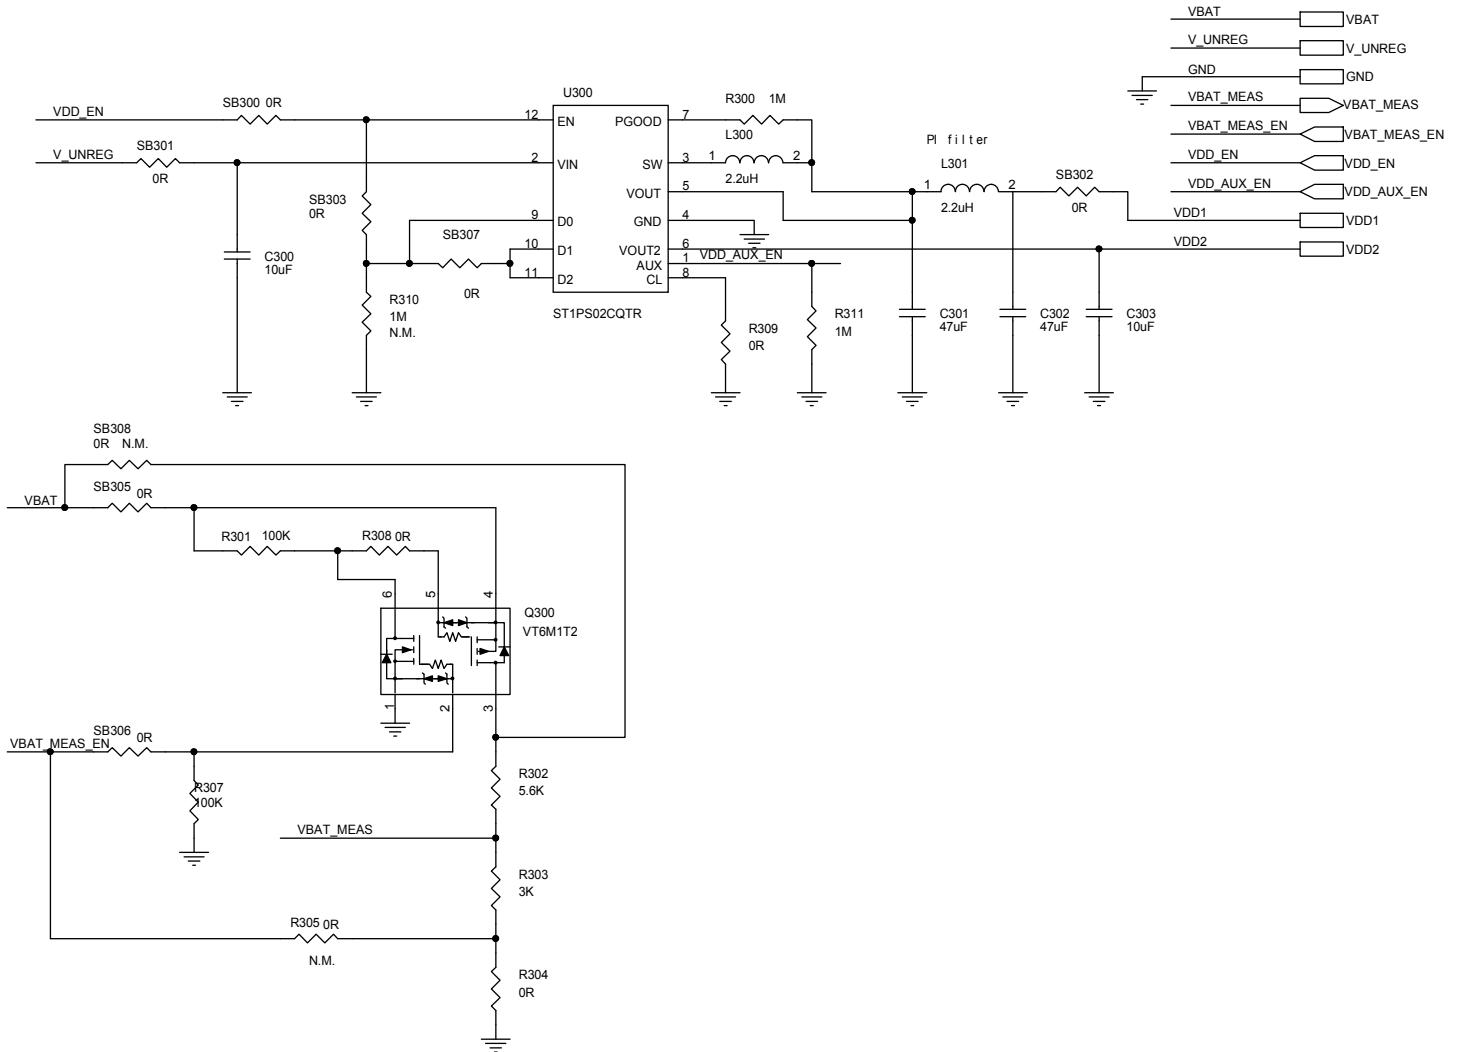 VBAT
VBAT
V_UNREG
V_UNREG
GND
GND
VBAT_MEAS
VBAT_MEAS
VBAT_MEAS_EN
VBAT_MEAS_EN
VDD_EN
VDD_EN
VDD_AUX_EN
VDD_AUX_EN
VDD1
VDD1
VDD2
VDD2
VDD_EN
SB300 0R
V_UNREG
SB301
0R
C300
10uF
SB303
0R
SB307
0R
R310
1M
N.M.
U300
12 EN
2 VIN
9 D0
10 D1
11 D2
PGOOD 7
SW 3
VOUT 5
GND 4
VOUT2 6
AUX 1
CL 8
ST1PS02CQTR
R300 1M
L300
1 2
2.2uH
VDD_AUX_EN
R309
0R
R311
1M
PI filter
L301
1 2
2.2uH
SB302
0R
C301
47uF
C302
47uF
C303
10uF
SB308
0R N.M.
VBAT
SB305 0R
R301 100K
R308 0R
6 5 4
Q300
VT6M1T2
1 2 3
VBAT_MEAS_EN
SB306 0R
R307
100K
R302
5.6K
VBAT_MEAS
R303
3K
R305 0R
N.M.
R304
0R